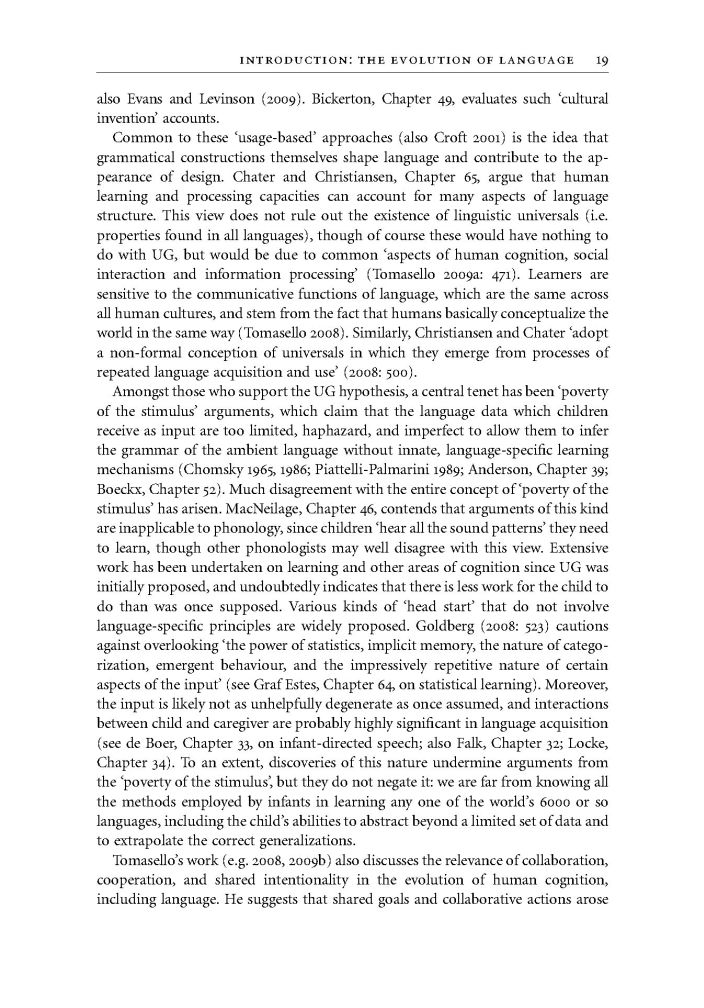 INTRODUCTION: THE EVOLUTION OF LANGUAGE 19
also Evans and Levinson (2009). Bickerton, Chapter 49, evaluates such ‘cultural
invention’ accounts.
Common to these ‘usage-based’ approaches (also Croft 2001) is the idea that
grammatical constructions themselves shape language and contribute to the ap-
pearance of design. Chater and Christiansen, Chapter 65, argue that human
learning and processing capacities can account for many aspects of language
structure. This view does not rule out the existence of linguistic universals (i.e.
properties found in all languages), though of course these would have nothing to
do with UG, but would be due to common ‘aspects of human cognition, social
interaction and information processing’ (Tomasello 2009a: 471). Learners are
sensitive to the communicative functions of language, which are the same across
all human cultures, and stem from the fact that humans basically conceptualize the
world in the same way (Tomasello 2008). Similarly, Christiansen and Chater ‘adopt
a non-formal conception of universals in which they emerge from processes of
repeated language acquisition and use’ (2008: 500).
Amongst those who support the UG hypothesis, a central tenet has been ‘poverty
of the stimulus’ arguments, which claim that the language data which children
receive as input are too limited, haphazard, and imperfect to allow them to infer
the grammar of the ambient language without innate, language-specific learning
mechanisms (Chomsky 1965, 1986; Piattelli-Palmarini 1989; Anderson, Chapter 39;
Boeckx, Chapter 52). Much disagreement with the entire concept of ‘poverty of the
stimulus’ has arisen. MacNeilage, Chapter 46, contends that arguments of this kind
are inapplicable to phonology, since children ‘hear all the sound patterns’ they need
to learn, though other phonologists may well disagree with this view. Extensive
work has been undertaken on learning and other areas of cognition since UG was
initially proposed, and undoubtedly indicates that there is less work for the child to
do than was once supposed. Various kinds of ‘head start’ that do not involve
language-specific principles are widely proposed. Goldberg (2008: 523) cautions
against overlooking ‘the power of statistics, implicit memory, the nature of catego-
rization, emergent behaviour, and the impressively repetitive nature of certain
aspects of the input’ (see Graf Estes, Chapter 64, on statistical learning). Moreover,
the input is likely not as unhelpfully degenerate as once assumed, and interactions
between child and caregiver are probably highly significant in language acquisition
(see de Boer, Chapter 33, on infant-directed speech; also Falk, Chapter 32; Locke,
Chapter 34). To an extent, discoveries of this nature undermine arguments from
the ‘poverty of the stimulus’, but they do not negate it: we are far from knowing all
the methods employed by infants in learning any one of the world’s 6000 or so
languages, including the child’s abilities to abstract beyond a limited set of data and
to extrapolate the correct generalizations.
Tomasello’s work (e.g. 2008, 2009b) also discusses the relevance of collaboration,
cooperation, and shared intentionality in the evolution of human cognition,
including language. He suggests that shared goals and collaborative actions arose